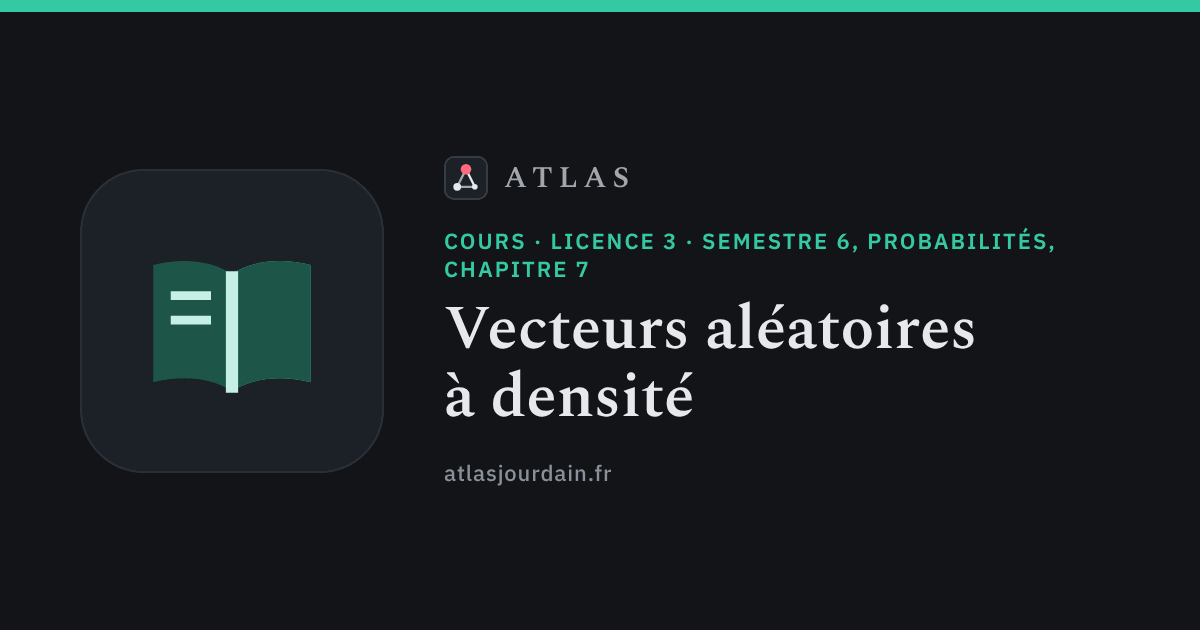 ATLAS
COURS · LICENCE 3 · SEMESTRE 6, PROBABILITÉS,
CHAPITRE 7
Vecteurs aléatoires
à densité
atlasjourdain.fr